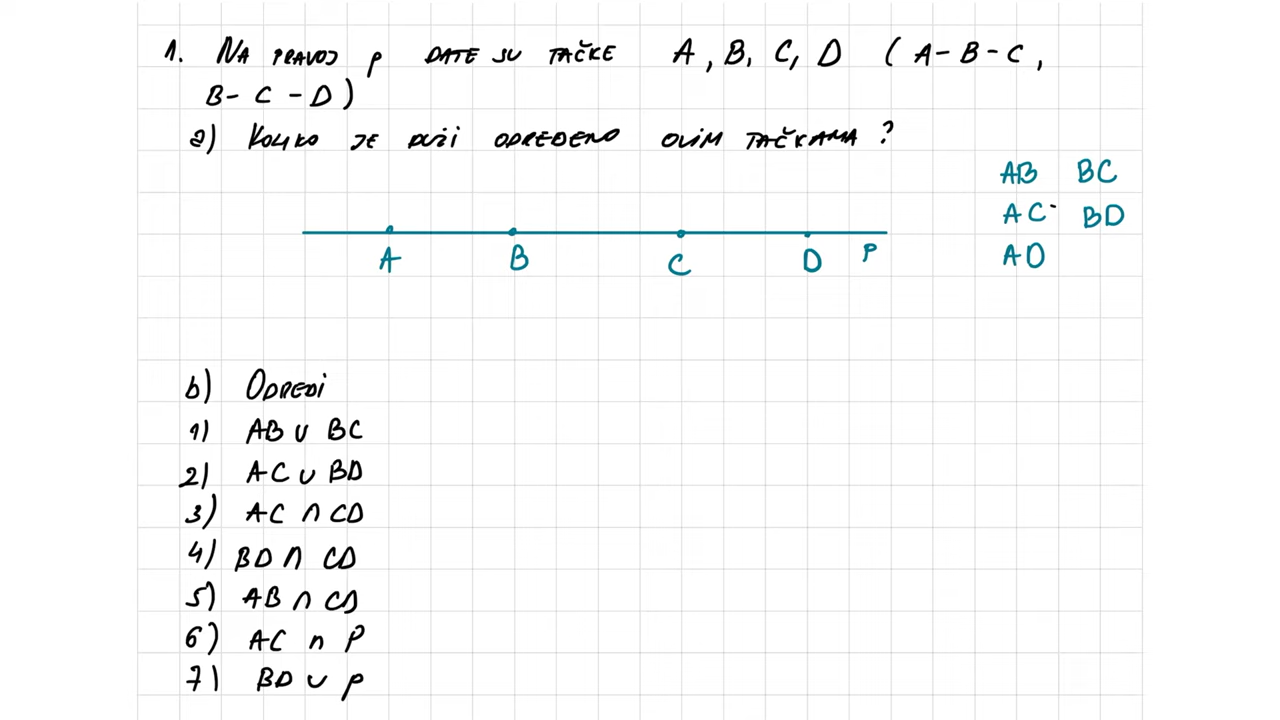 1. NA PRAVOJ p DATE SU TAČKE A, B, C, D (A-B-C,
B-C-D)
a) KOLIKO JE DUŽI ODREĐENO OVIM TAČKAMA?
AB BC
AC BD
AD
A B C D P
b) ODREDI
1) AB ∪ BC
2) AC ∪ BD
3) AC ∩ CD
4) BD ∩ CD
5) AB ∩ CD
6) AC ∩ P
7) BD ∪ p